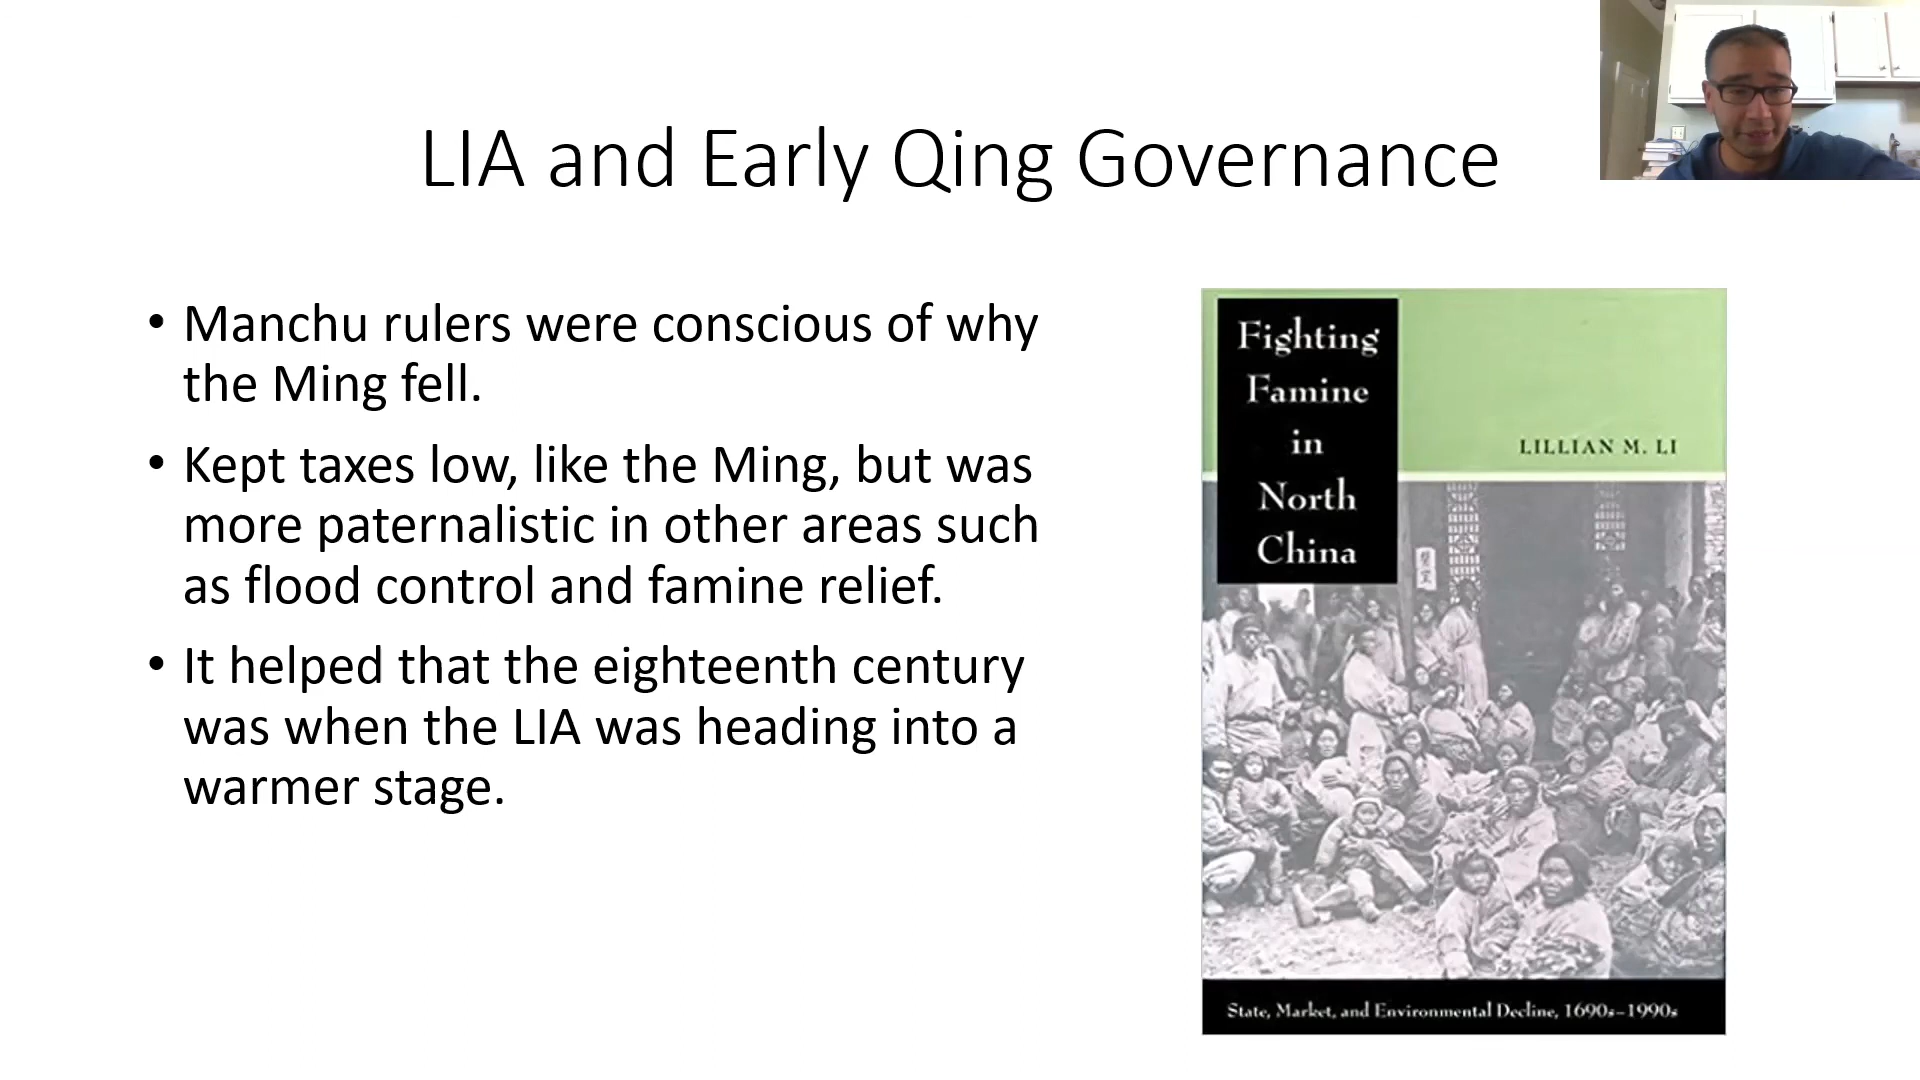 LIA and Early Qing Governance
• Manchu rulers were conscious of why
the Ming fell.
• Kept taxes low, like the Ming, but was
more paternalistic in other areas such
as flood control and famine relief.
• It helped that the eighteenth century
was when the LIA was heading into a
warmer stage.
Fighting
Famine
in
North
China
LILLIAN M. LI
State, Market, and Environmental Decline, 1690s–1990s